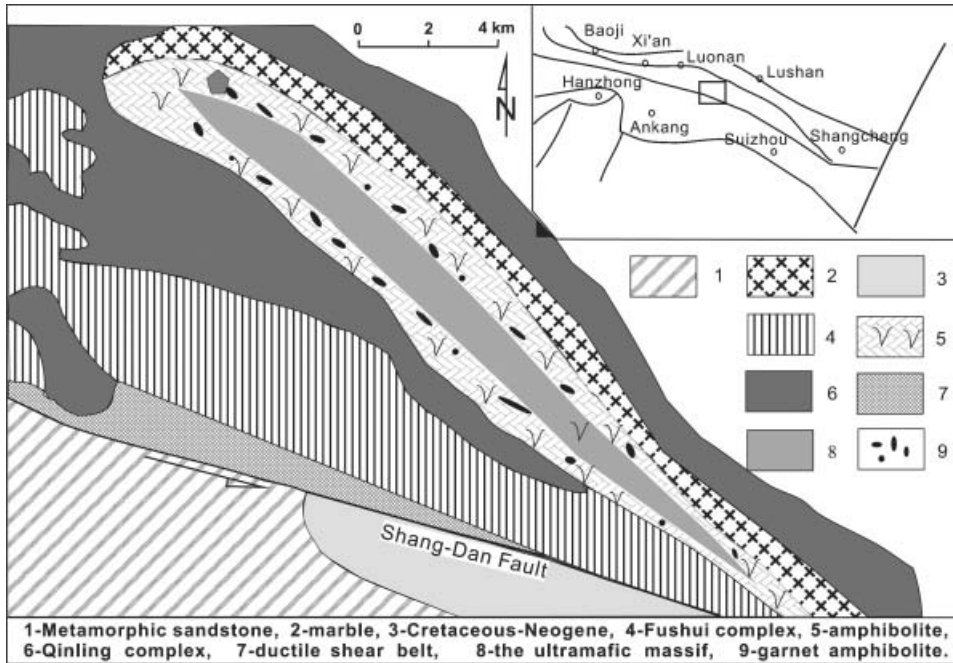 0 2 4 km
N
Baoji
Xi'an
Luonan
Lushan
Hanzhong
Ankang
Suizhou
Shangcheng
1
2
3
4
5
6
7
8
9
Shang-Dan Fault
1-Metamorphic sandstone, 2-marble, 3-Cretaceous-Neogene, 4-Fushui complex, 5-amphibolite,
6-Qinling complex, 7-ductile shear belt, 8-the ultramafic massif, 9-garnet amphibolite.